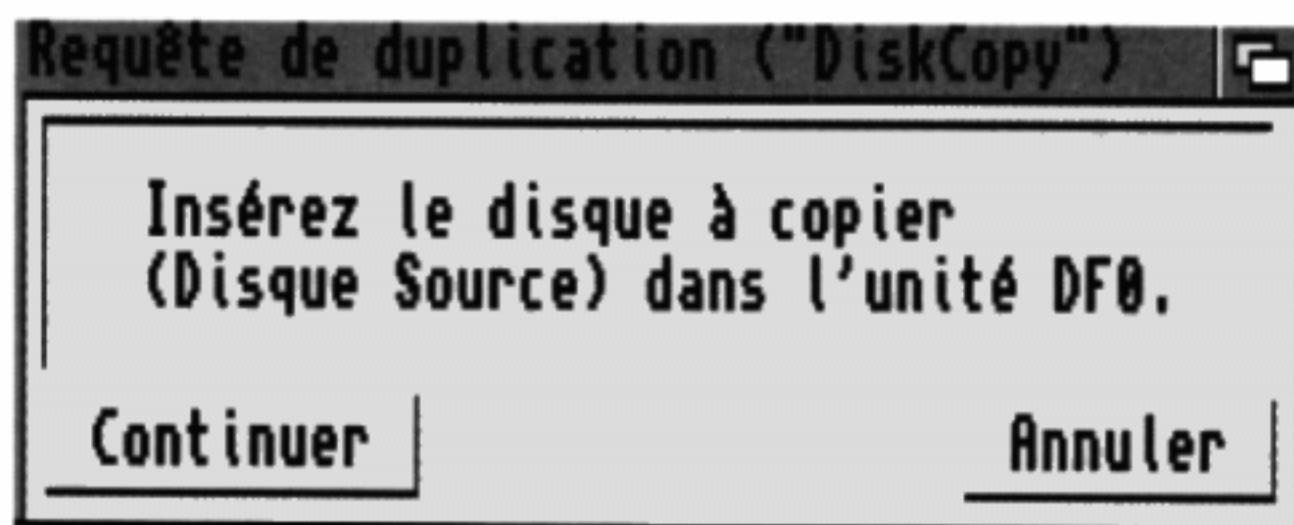 Requête de duplication ("DiskCopy")
Insérez le disque à copier
(Disque Source) dans l'unité DF0.
Continuer
Annuler